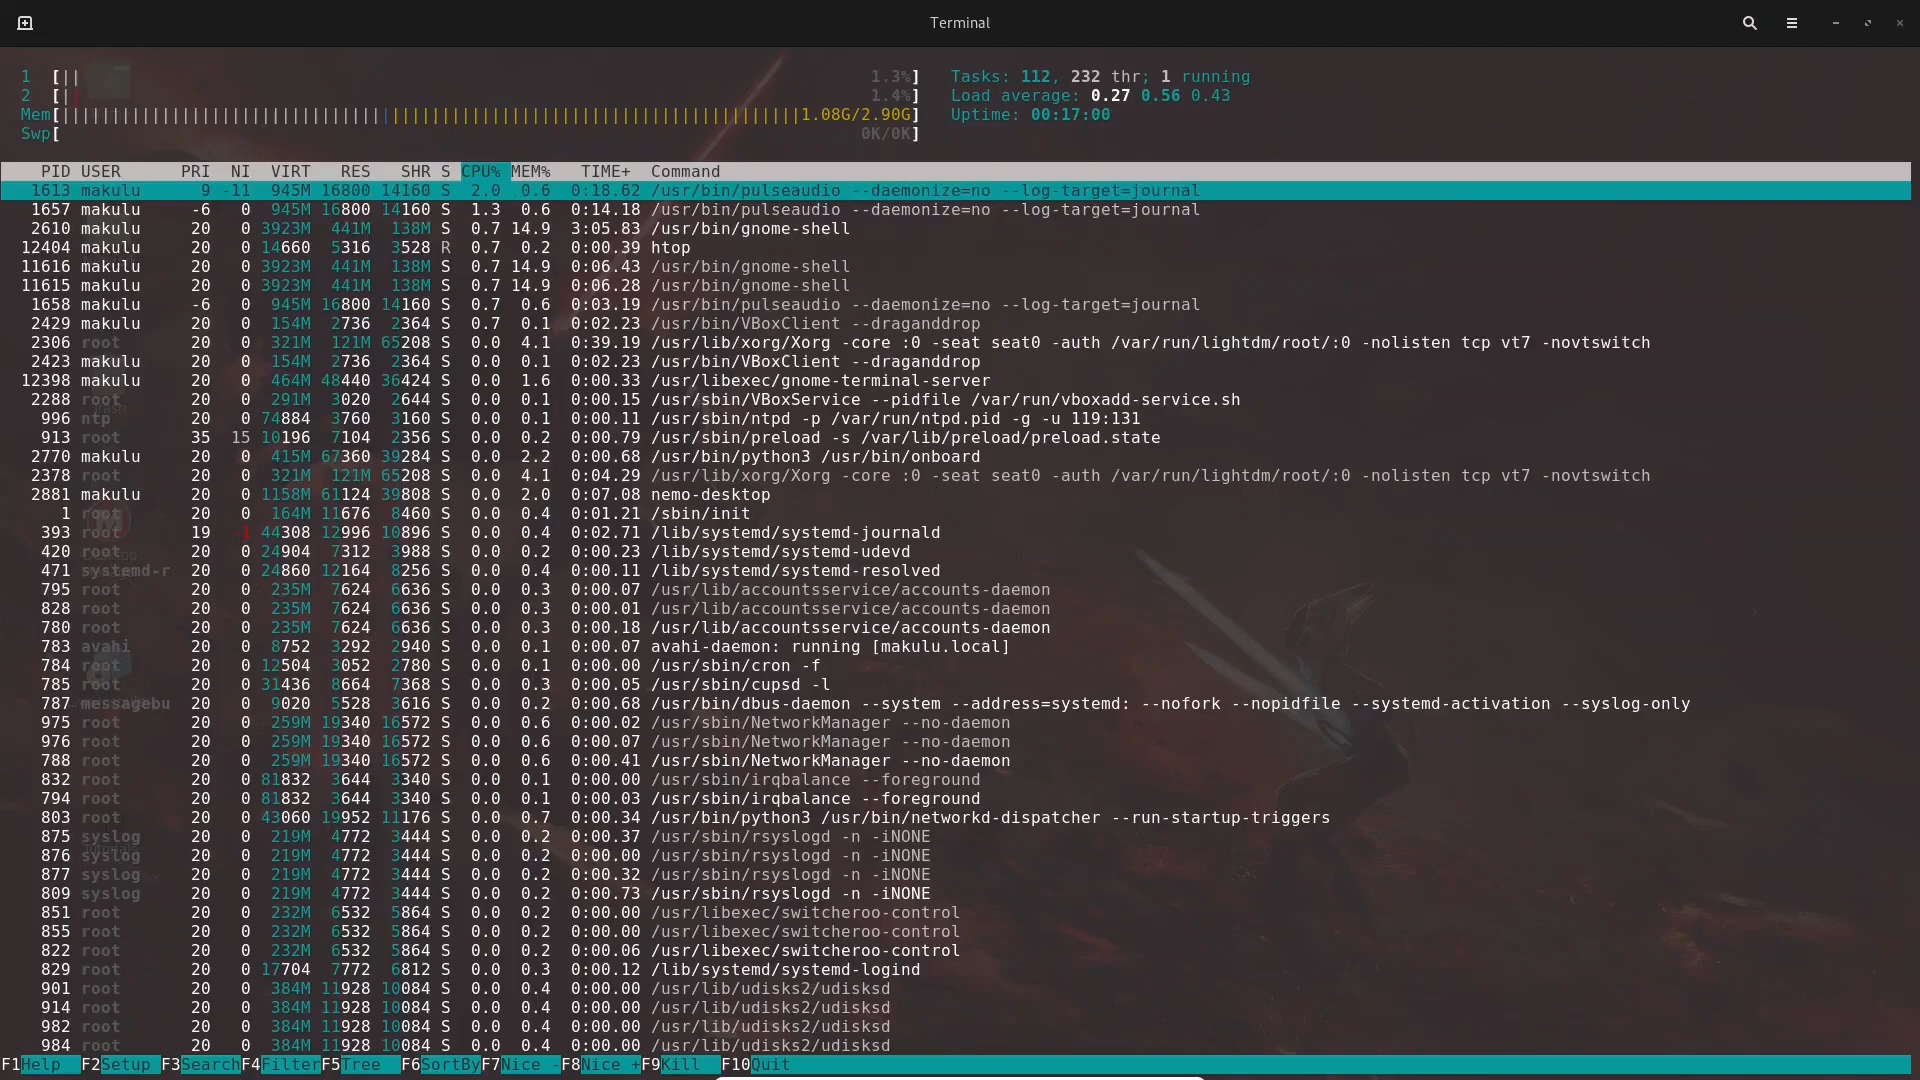 Terminal
1 [|| 1.3%] Tasks: 112, 232 thr; 1 running
2 [| 1.4%] Load average: 0.27 0.56 0.43
Mem[||||||||||||||||||||||||||||||||||||||||||||||||||||||||||||||||||||||||||1.08G/2.90G] Uptime: 00:17:00
Swp[ 0K/0K]
PID USER PRI NI VIRT RES SHR S CPU% MEM% TIME+ Command
1613 makulu 9 -11 945M 16800 14160 S 2.0 0.6 0:18.62 /usr/bin/pulseaudio --daemonize=no --log-target=journal
1657 makulu -6 0 945M 16800 14160 S 1.3 0.6 0:14.18 /usr/bin/pulseaudio --daemonize=no --log-target=journal
2610 makulu 20 0 3923M 441M 138M S 0.7 14.9 3:05.83 /usr/bin/gnome-shell
12404 makulu 20 0 14660 5316 3528 R 0.7 0.2 0:00.39 htop
11616 makulu 20 0 3923M 441M 138M S 0.7 14.9 0:06.43 /usr/bin/gnome-shell
11615 makulu 20 0 3923M 441M 138M S 0.7 14.9 0:06.28 /usr/bin/gnome-shell
1658 makulu -6 0 945M 16800 14160 S 0.7 0.6 0:03.19 /usr/bin/pulseaudio --daemonize=no --log-target=journal
2429 makulu 20 0 154M 2736 2364 S 0.7 0.1 0:02.23 /usr/bin/VBoxClient --draganddrop
2306 root 20 0 321M 121M 65208 S 0.0 4.1 0:39.19 /usr/lib/xorg/Xorg -core :0 -seat seat0 -auth /var/run/lightdm/root/:0 -nolisten tcp vt7 -novtswitch
2423 makulu 20 0 154M 2736 2364 S 0.0 0.1 0:02.23 /usr/bin/VBoxClient --draganddrop
12398 makulu 20 0 464M 48440 36424 S 0.0 1.6 0:00.33 /usr/libexec/gnome-terminal-server
2288 root 20 0 291M 3020 2644 S 0.0 0.1 0:00.15 /usr/sbin/VBoxService --pidfile /var/run/vboxadd-service.sh
996 ntp 20 0 74884 3760 3160 S 0.0 0.1 0:00.11 /usr/sbin/ntpd -p /var/run/ntpd.pid -g -u 119:131
913 root 35 15 10196 7104 2356 S 0.0 0.2 0:00.79 /usr/sbin/preload -s /var/lib/preload/preload.state
2770 makulu 20 0 415M 67360 39284 S 0.0 2.2 0:00.68 /usr/bin/python3 /usr/bin/onboard
2378 root 20 0 321M 121M 65208 S 0.0 4.1 0:04.29 /usr/lib/xorg/Xorg -core :0 -seat seat0 -auth /var/run/lightdm/root/:0 -nolisten tcp vt7 -novtswitch
2881 makulu 20 0 1158M 61124 39808 S 0.0 2.0 0:07.08 nemo-desktop
1 root 20 0 164M 11676 8460 S 0.0 0.4 0:01.21 /sbin/init
393 root 19 -1 44308 12996 10896 S 0.0 0.4 0:02.71 /lib/systemd/systemd-journald
420 root 20 0 24904 7312 3988 S 0.0 0.2 0:00.23 /lib/systemd/systemd-udevd
471 systemd-r 20 0 24860 12164 8256 S 0.0 0.4 0:00.11 /lib/systemd/systemd-resolved
795 root 20 0 235M 7624 6636 S 0.0 0.3 0:00.07 /usr/lib/accountsservice/accounts-daemon
828 root 20 0 235M 7624 6636 S 0.0 0.3 0:00.01 /usr/lib/accountsservice/accounts-daemon
780 root 20 0 235M 7624 6636 S 0.0 0.3 0:00.18 /usr/lib/accountsservice/accounts-daemon
783 avahi 20 0 8752 3292 2940 S 0.0 0.1 0:00.07 avahi-daemon: running [makulu.local]
784 root 20 0 12504 3052 2780 S 0.0 0.1 0:00.00 /usr/sbin/cron -f
785 root 20 0 31436 8664 7368 S 0.0 0.3 0:00.05 /usr/sbin/cupsd -l
787 messagebu 20 0 9020 5528 3616 S 0.0 0.2 0:00.68 /usr/bin/dbus-daemon --system --address=systemd: --nofork --nopidfile --systemd-activation --syslog-only
975 root 20 0 259M 19340 16572 S 0.0 0.6 0:00.02 /usr/sbin/NetworkManager --no-daemon
976 root 20 0 259M 19340 16572 S 0.0 0.6 0:00.07 /usr/sbin/NetworkManager --no-daemon
788 root 20 0 259M 19340 16572 S 0.0 0.6 0:00.41 /usr/sbin/NetworkManager --no-daemon
832 root 20 0 81832 3644 3340 S 0.0 0.1 0:00.00 /usr/sbin/irqbalance --foreground
794 root 20 0 81832 3644 3340 S 0.0 0.1 0:00.03 /usr/sbin/irqbalance --foreground
803 root 20 0 43060 19952 11176 S 0.0 0.7 0:00.34 /usr/bin/python3 /usr/bin/networkd-dispatcher --run-startup-triggers
875 syslog 20 0 219M 4772 3444 S 0.0 0.2 0:00.37 /usr/sbin/rsyslogd -n -iNONE
876 syslog 20 0 219M 4772 3444 S 0.0 0.2 0:00.00 /usr/sbin/rsyslogd -n -iNONE
877 syslog 20 0 219M 4772 3444 S 0.0 0.2 0:00.32 /usr/sbin/rsyslogd -n -iNONE
809 syslog 20 0 219M 4772 3444 S 0.0 0.2 0:00.73 /usr/sbin/rsyslogd -n -iNONE
851 root 20 0 232M 6532 5864 S 0.0 0.2 0:00.00 /usr/libexec/switcheroo-control
855 root 20 0 232M 6532 5864 S 0.0 0.2 0:00.00 /usr/libexec/switcheroo-control
822 root 20 0 232M 6532 5864 S 0.0 0.2 0:00.06 /usr/libexec/switcheroo-control
829 root 20 0 17704 7772 6812 S 0.0 0.3 0:00.12 /lib/systemd/systemd-logind
901 root 20 0 384M 11928 10084 S 0.0 0.4 0:00.00 /usr/lib/udisks2/udisksd
914 root 20 0 384M 11928 10084 S 0.0 0.4 0:00.00 /usr/lib/udisks2/udisksd
982 root 20 0 384M 11928 10084 S 0.0 0.4 0:00.00 /usr/lib/udisks2/udisksd
984 root 20 0 384M 11928 10084 S 0.0 0.4 0:00.00 /usr/lib/udisks2/udisksd
F1Help F2Setup F3SearchF4FilterF5Tree F6SortByF7Nice -F8Nice +F9Kill F10Quit